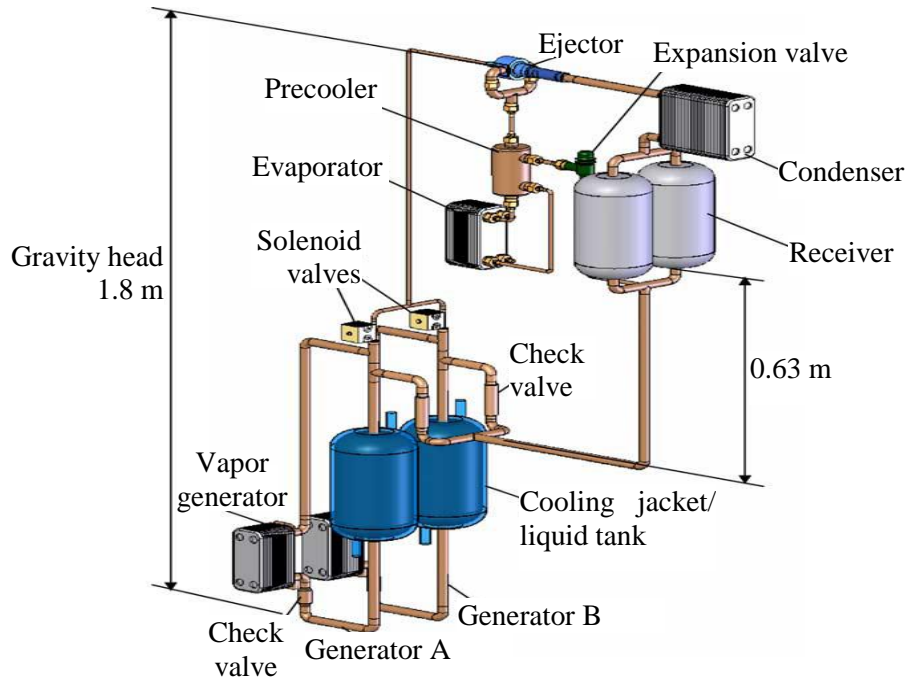 Ejector
Expansion valve
Precooler
Evaporator
Condenser
Solenoid
valves
Receiver
Gravity head
1.8 m
Check
valve
0.63 m
Vapor
generator
Cooling jacket/
liquid tank
Generator B
Check
valve
Generator A